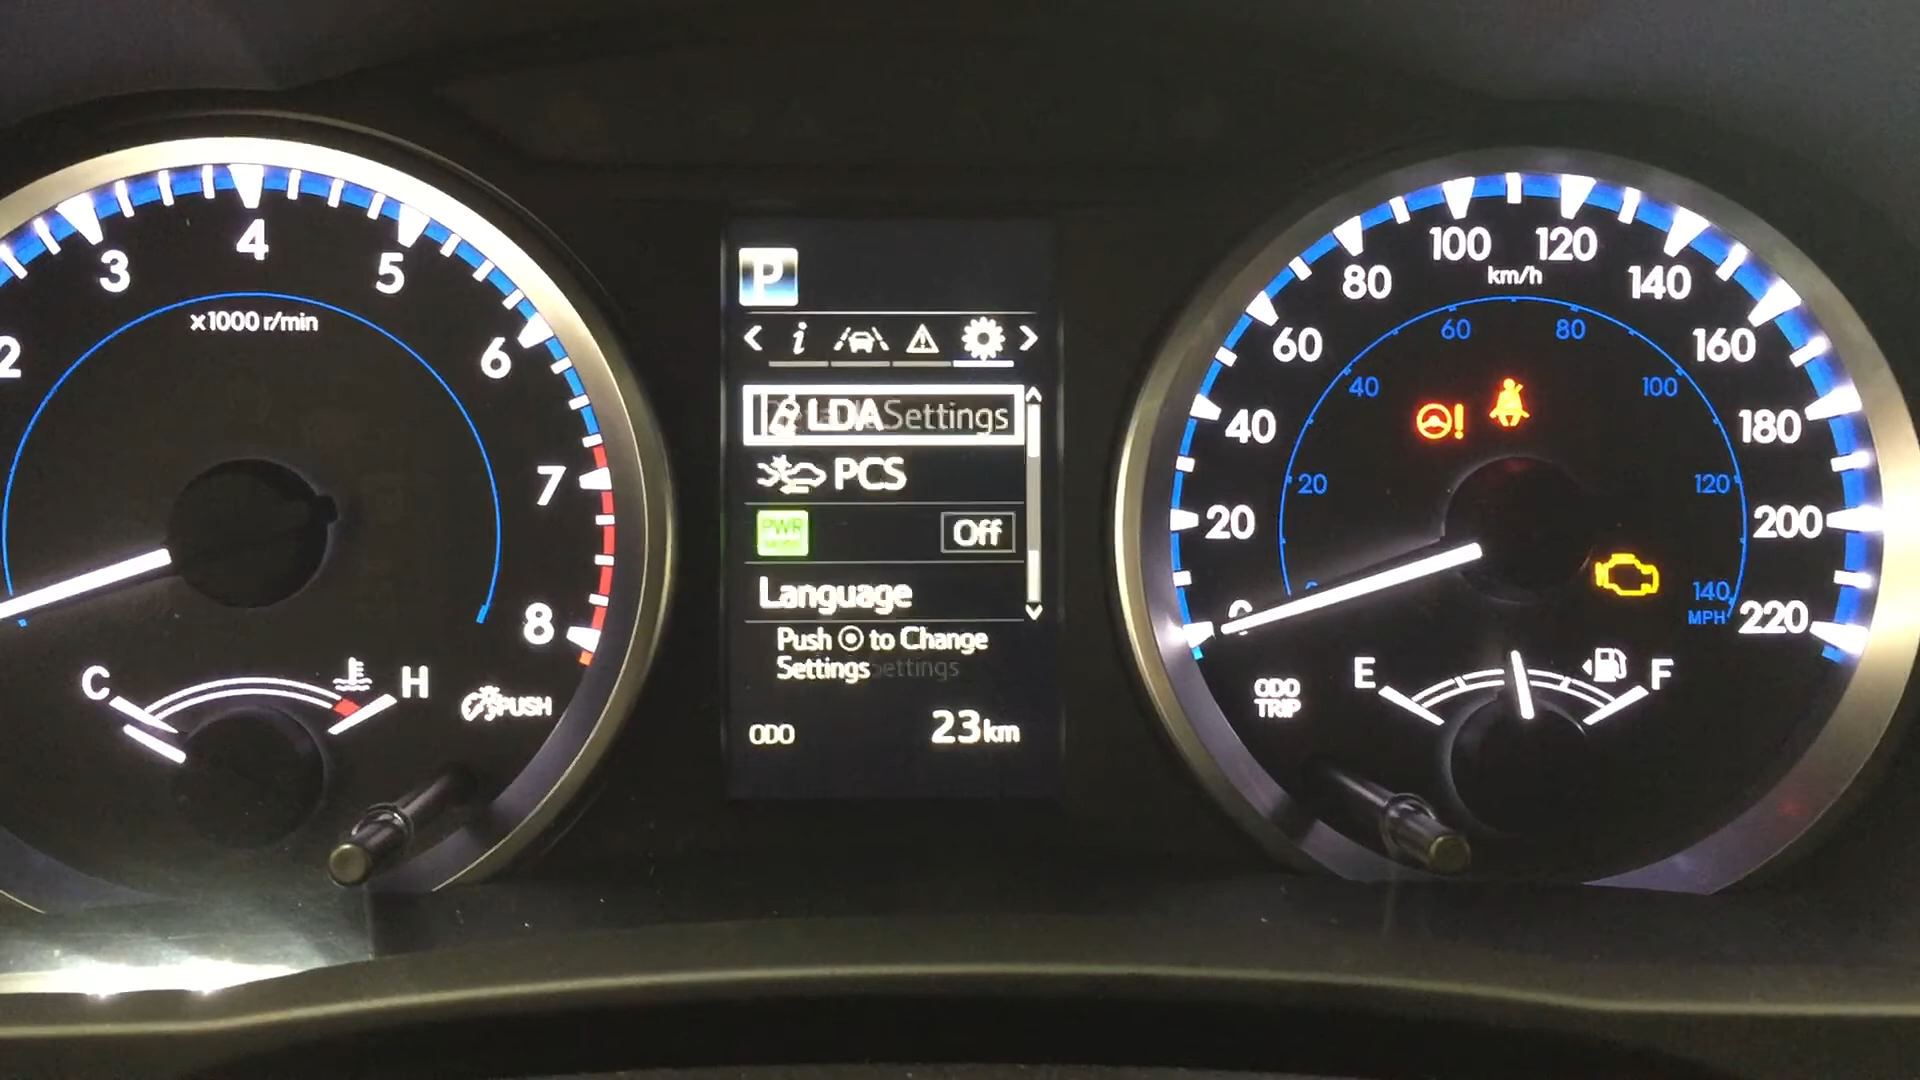 2
3
4
5
6
7
8
x1000 r/min
C
H
PUSH
P
i
LDA Settings
PCS
PWR
Off
Language
Push to Change
Settings
ODO 23km
0
20
40
60
80
100
120
140
160
180
200
220
km/h
20
40
60
80
100
120
140
MPH
!
ODO
TRIP
E
F